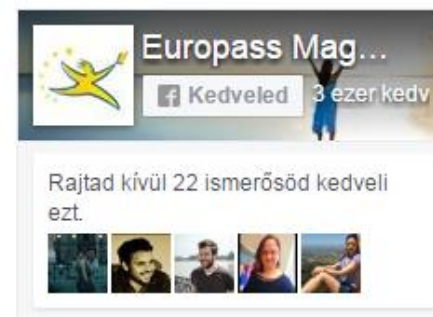 Europass Mag...
Kedveled
3 ezer kedv
Rajtad kívül 22 ismerősöd kedveli
ezt.